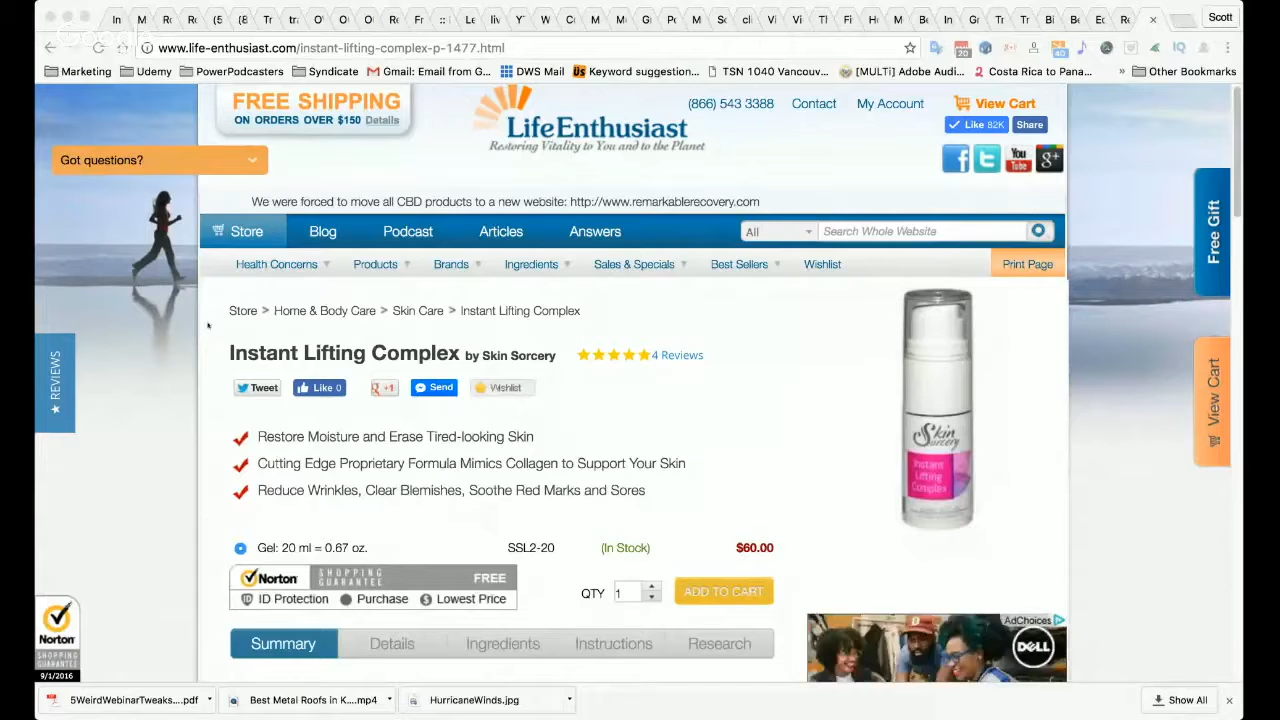 Scott
www.life-enthusiast.com/instant-lifting-complex-p-1477.html
Marketing Udemy PowerPodcasters Syndicate Gmail: Email from G... DWS Mail Keyword suggestion... TSN 1040 Vancouv... [MULTi] Adobe Audi... Costa Rica to Pana... » Other Bookmarks
FREE SHIPPING
ON ORDERS OVER $150 Details
LifeEnthusiast
Restoring Vitality to You and to the Planet
(866) 543 3388 Contact My Account View Cart
Like 82K Share
You Tube
Got questions?
We were forced to move all CBD products to a new website: http://www.remarkablerecovery.com
Store Blog Podcast Articles Answers All Search Whole Website
Health Concerns Products Brands Ingredients Sales & Specials Best Sellers Wishlist Print Page
Free Gift
View Cart
★ REVIEWS
Store > Home & Body Care > Skin Care > Instant Lifting Complex
Instant Lifting Complex by Skin Sorcery 4 Reviews
Tweet Like 0 +1 Send Wishlist
Restore Moisture and Erase Tired-looking Skin
Cutting Edge Proprietary Formula Mimics Collagen to Support Your Skin
Reduce Wrinkles, Clear Blemishes, Soothe Red Marks and Sores
Skin Sorcery
Instant
Lifting
Complex
Gel: 20 ml = 0.67 oz. SSL2-20 (In Stock) $60.00
Norton SHOPPING GUARANTEE FREE
ID Protection Purchase $ Lowest Price
QTY 1 ADD TO CART
Summary Details Ingredients Instructions Research
AdChoices
DELL
Norton
SHOPPING
GUARANTEE
9/1/2016
5WeirdWebinarTweaks....pdf Best Metal Roofs in K....mp4 HurricaneWinds.jpg Show All